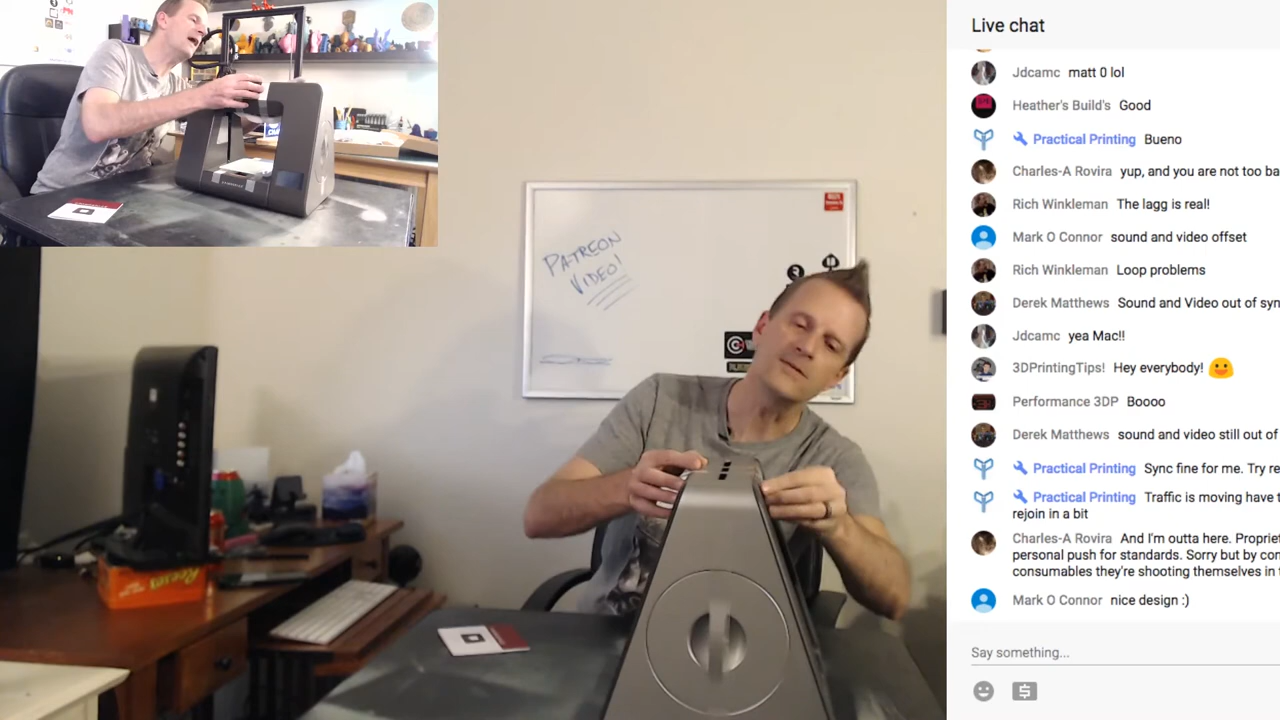 PATREON
VIDEO!
REESE'S
Live chat
Jdcamc matt 0 lol
Heather's Build's Good
Practical Printing Bueno
Charles-A Rovira yup, and you are not too ba
Rich Winkleman The lagg is real!
Mark O Connor sound and video offset
Rich Winkleman Loop problems
Derek Matthews Sound and Video out of syn
Jdcamc yea Mac!!
3DPrintingTips! Hey everybody!
Performance 3DP Boooo
Derek Matthews sound and video still out of
Practical Printing Sync fine for me. Try re
Practical Printing Traffic is moving have t
rejoin in a bit
Charles-A Rovira And I'm outta here. Propriet
personal push for standards. Sorry but by con
consumables they're shooting themselves in t
Mark O Connor nice design :)
Say something...